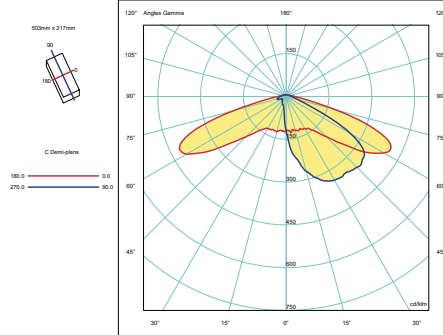 503mm x 217mm
90
0
180
C Demi-plans
180.0 0.0
270.0 90.0
120° Angles Gamma 180° 120°
105° 150 105°
90° 90°
75° 150 75°
60° 300 60°
45° 450 45°
600
750 cd/klm
30° 15° 0° 15° 30°